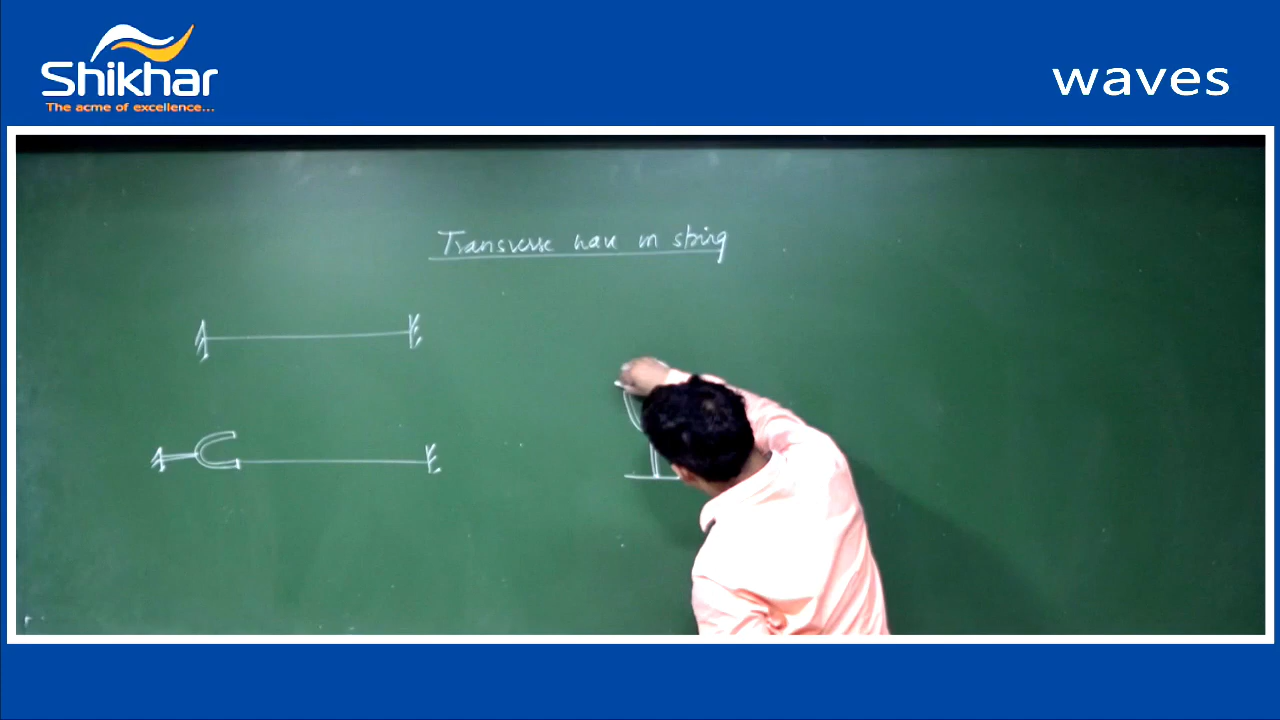 Shikhar
The acme of excellence...
waves
Transverse wave in string